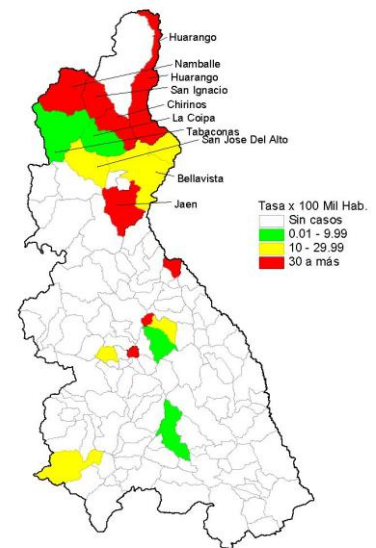 Huarango
Namballe
Huarango
San Ignacio
Chirinos
La Coipa
Tabaconas
San Jose Del Alto
Bellavista
Jaen
Tasa x 100 Mil Hab.
Sin casos
0.01 - 9.99
10 - 29.99
30 a más